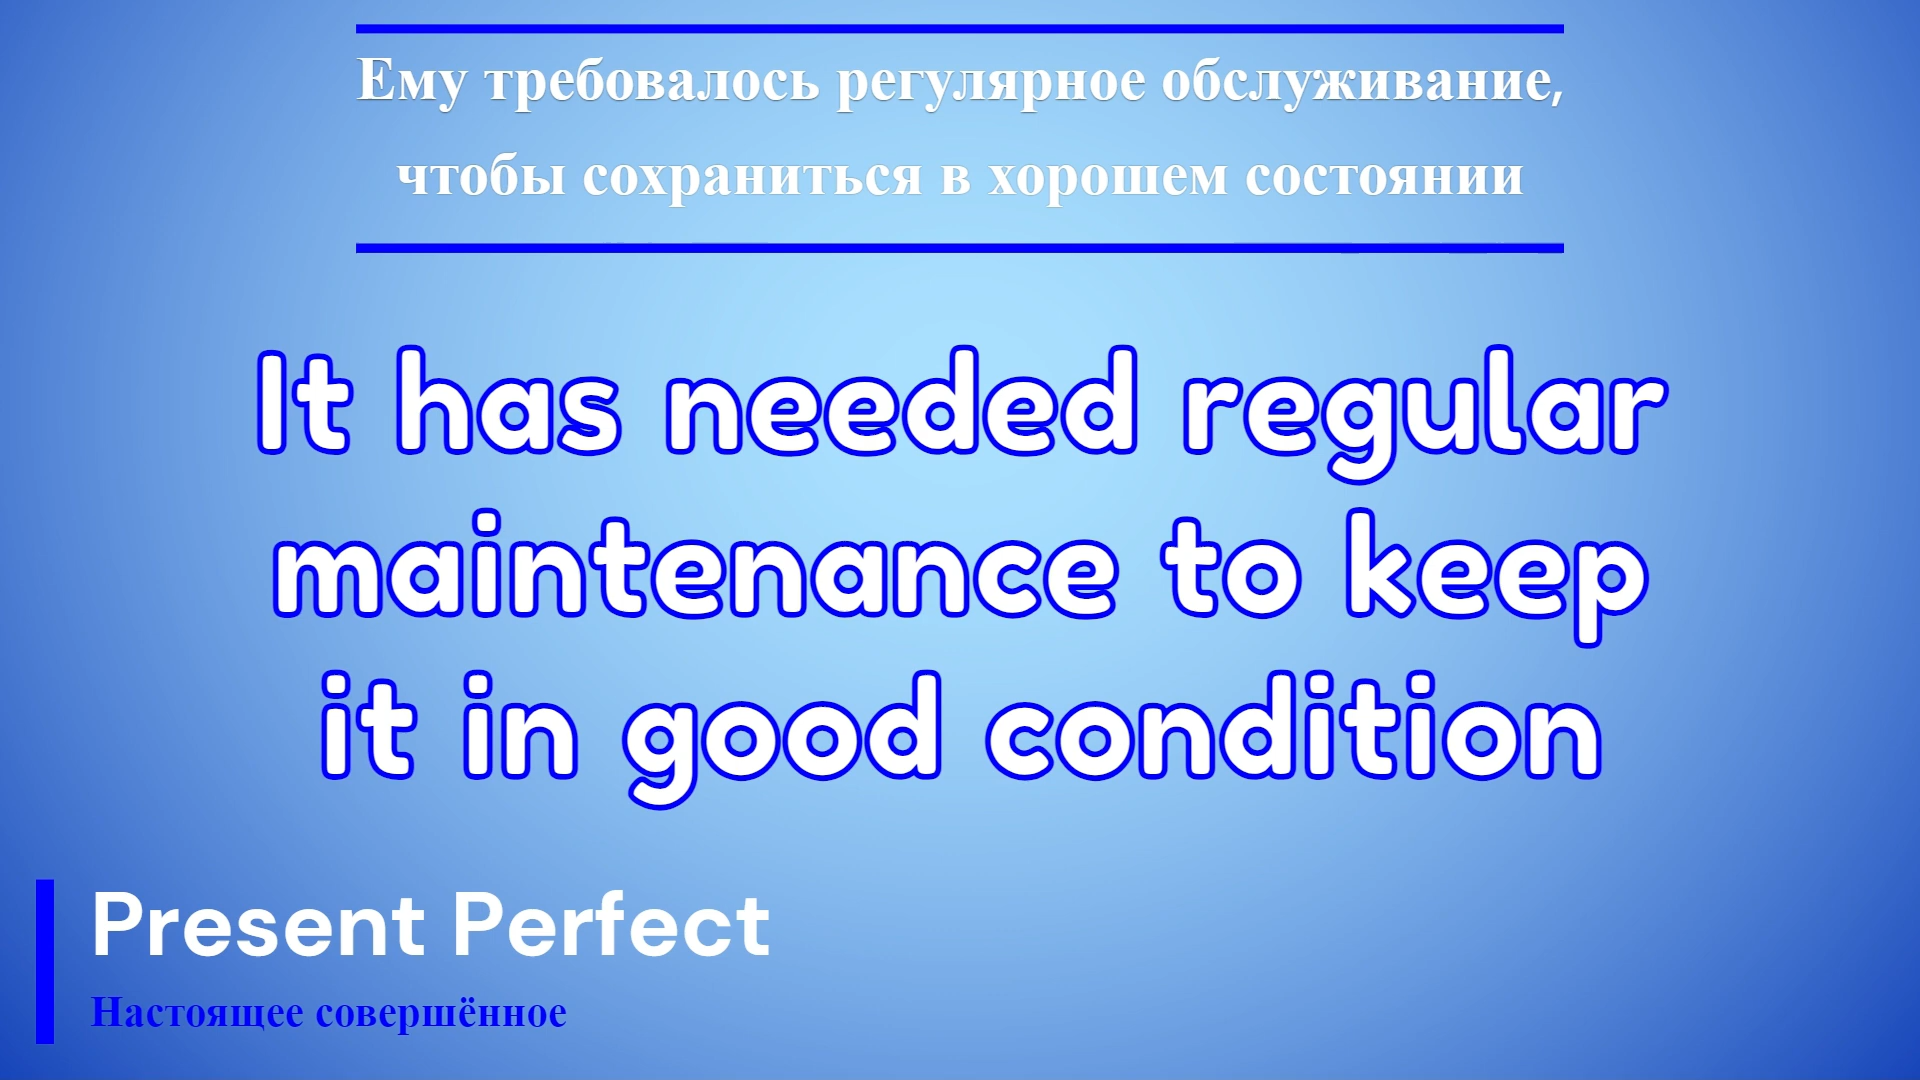 Ему требовалось регулярное обслуживание,
чтобы сохраниться в хорошем состоянии
It has needed regular
maintenance to keep
it in good condition
Present Perfect
Настоящее совершённое